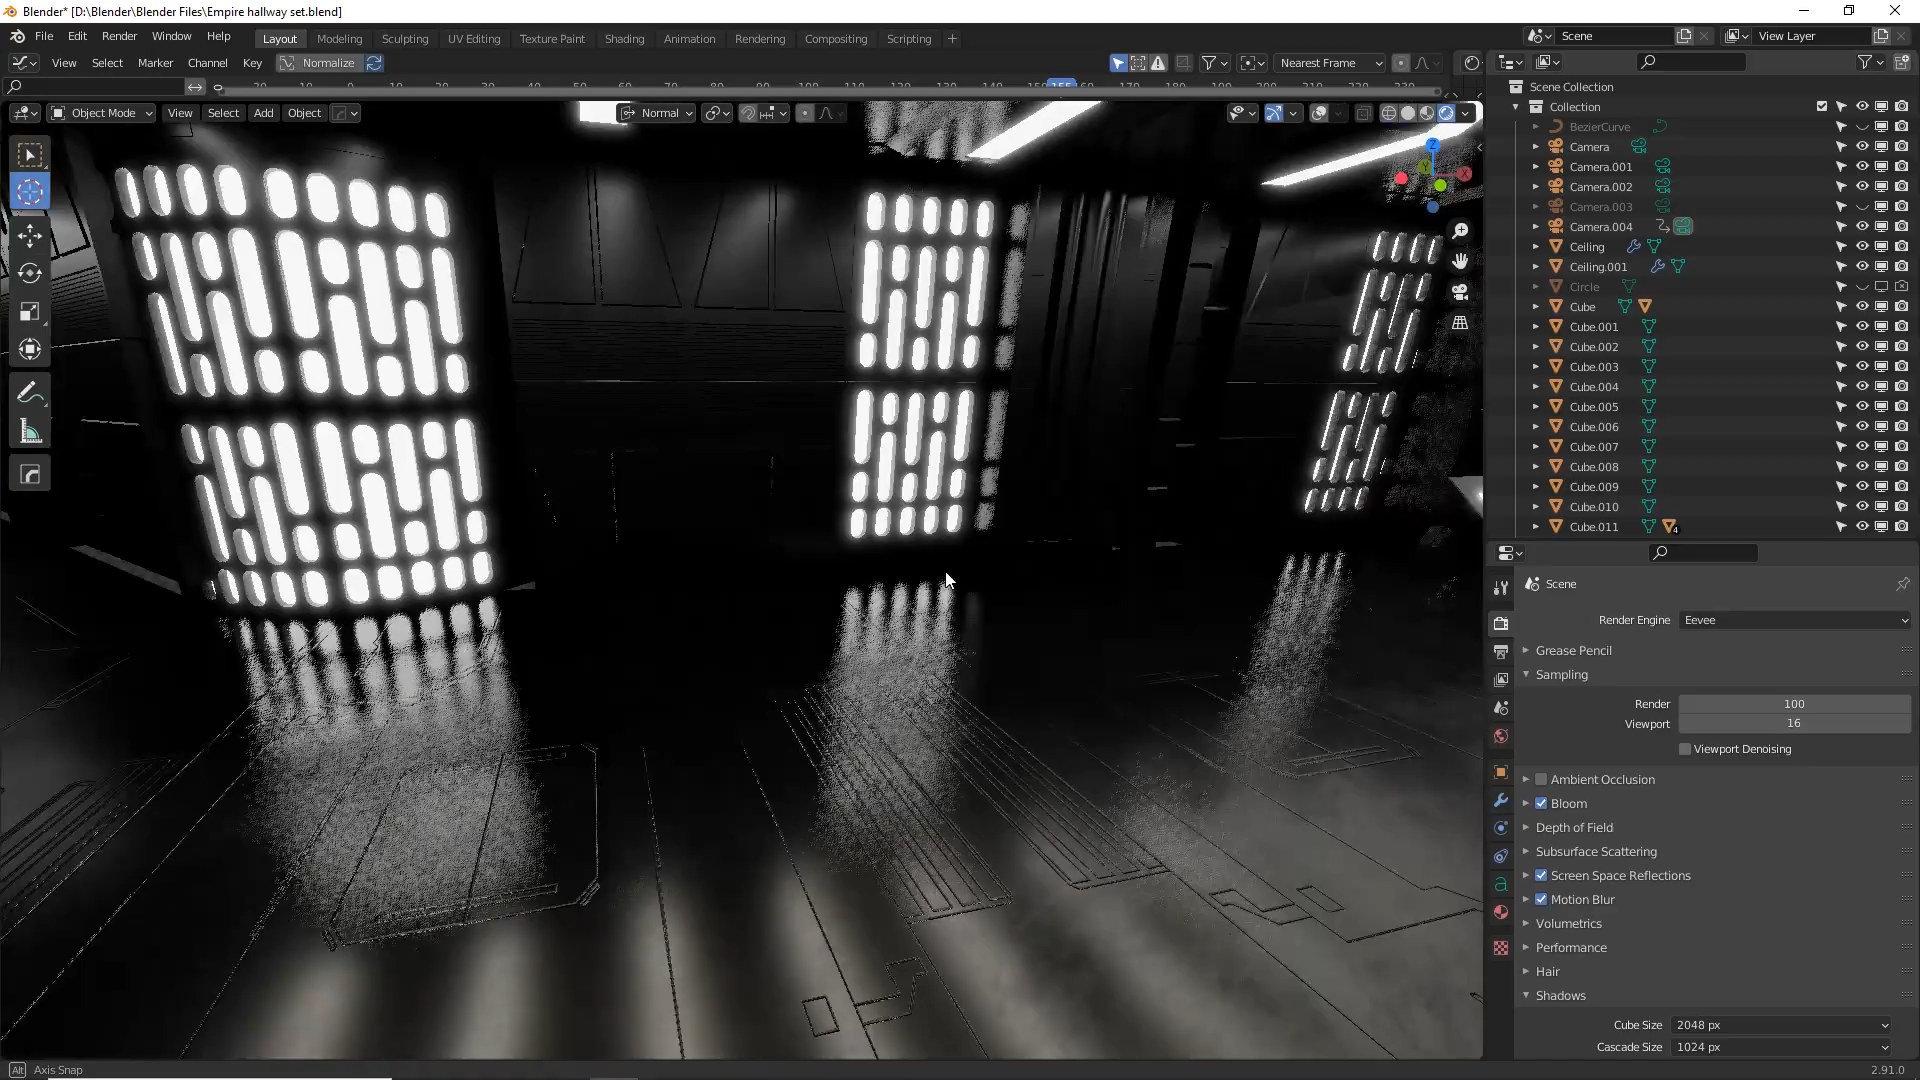 Blender* [D:\Blender\Blender Files\Empire hallway set.blend]
File Edit Render Window Help
Layout Modeling Sculpting UV Editing Texture Paint Shading Animation Rendering Compositing Scripting +
Scene
View Layer
View Select Marker Channel Key Normalize
Nearest Frame
155
Object Mode View Select Add Object
Normal
Z
Y
X
Scene Collection
Collection
BezierCurve
Camera
Camera.001
Camera.002
Camera.003
Camera.004
Ceiling
Ceiling.001
Circle
Cube
Cube.001
Cube.002
Cube.003
Cube.004
Cube.005
Cube.006
Cube.007
Cube.008
Cube.009
Cube.010
Cube.011
4
Scene
Render Engine Eevee
Grease Pencil
Sampling
Render 100
Viewport 16
Viewport Denoising
Ambient Occlusion
Bloom
Depth of Field
Subsurface Scattering
Screen Space Reflections
Motion Blur
Volumetrics
Performance
Hair
Shadows
Cube Size 2048 px
Cascade Size 1024 px
Alt Axis Snap
2.91.0